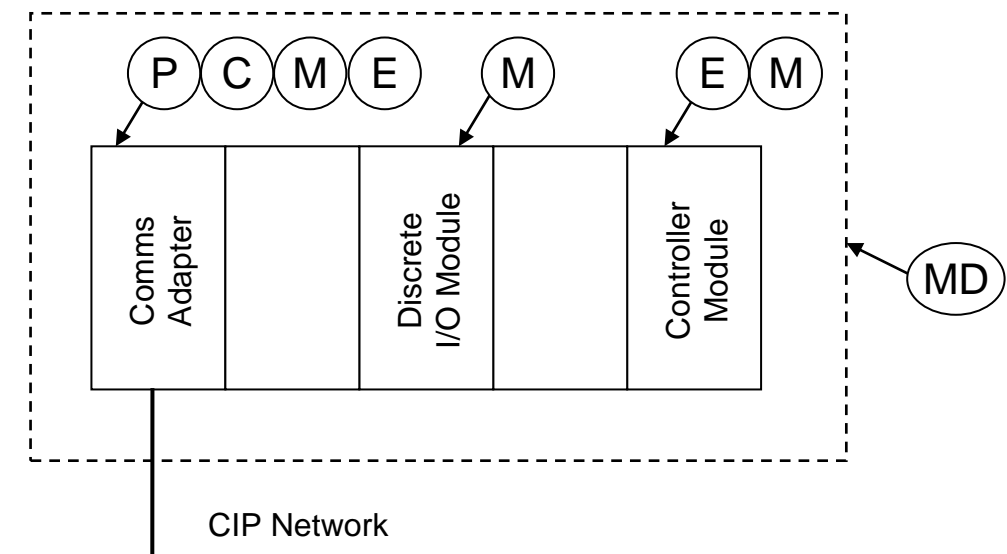 P C M E M E M
Comms
Adapter
Discrete
I/O Module
Controller
Module
MD
CIP Network